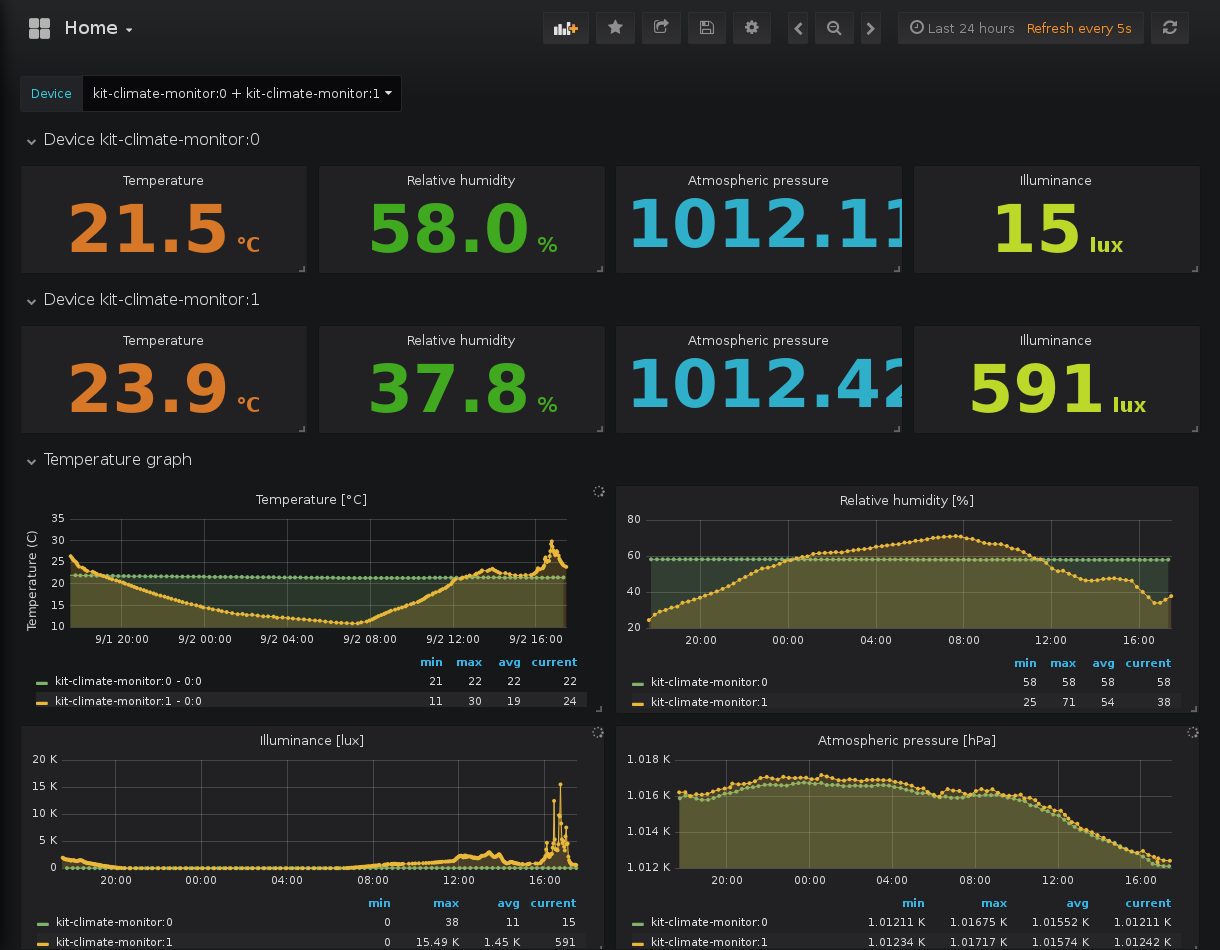 Home
Last 24 hours Refresh every 5s
Device kit-climate-monitor:0 + kit-climate-monitor:1
Device kit-climate-monitor:0
Temperature Relative humidity Atmospheric pressure Illuminance
21.5 °C 58.0 % 1012.11 15 lux
Device kit-climate-monitor:1
Temperature Relative humidity Atmospheric pressure Illuminance
23.9 °C 37.8 % 1012.42 591 lux
Temperature graph
Temperature [°C]
Temperature (C)
35
30
25
20
15
10
9/1 20:00 9/2 00:00 9/2 04:00 9/2 08:00 9/2 12:00 9/2 16:00
min max avg current
kit-climate-monitor:0 - 0:0 21 22 22 22
kit-climate-monitor:1 - 0:0 11 30 19 24
Relative humidity [%]
80
60
40
20
20:00 00:00 04:00 08:00 12:00 16:00
min max avg current
kit-climate-monitor:0 58 58 58 58
kit-climate-monitor:1 25 71 54 38
Illuminance [lux]
20 K
15 K
10 K
5 K
0
20:00 00:00 04:00 08:00 12:00 16:00
min max avg current
kit-climate-monitor:0 0 38 11 15
kit-climate-monitor:1 0 15.49 K 1.45 K 591
Atmospheric pressure [hPa]
1.018 K
1.016 K
1.014 K
1.012 K
20:00 00:00 04:00 08:00 12:00 16:00
min max avg current
kit-climate-monitor:0 1.01211 K 1.01675 K 1.01552 K 1.01211 K
kit-climate-monitor:1 1.01234 K 1.01717 K 1.01574 K 1.01242 K